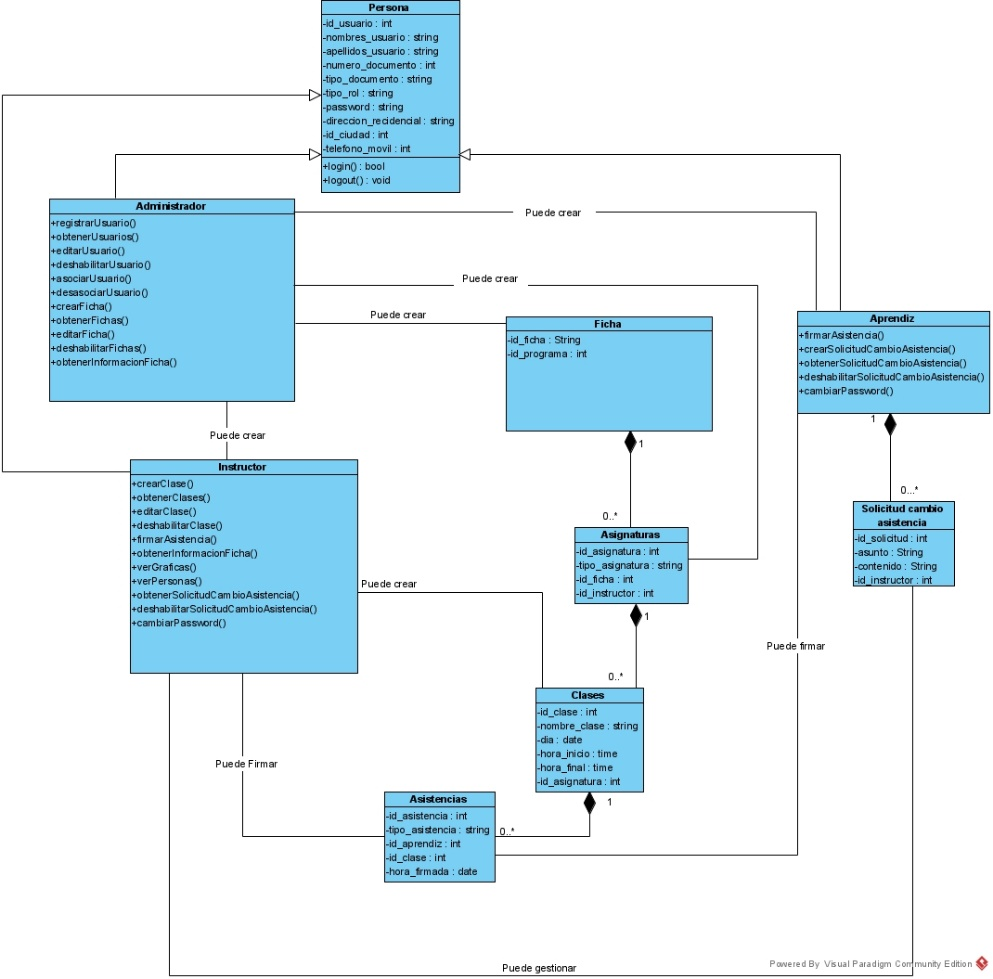 Persona
-id_usuario : int
-nombres_usuario : string
-apellidos_usuario : string
-numero_documento : int
-tipo_documento : string
-tipo_rol : string
-password : string
-direccion_recidencial : string
-id_ciudad : int
-telefono_movil : int
+login() : bool
+logout() : void
Administrador
+registrarUsuario()
+obtenerUsuarios()
+editarUsuario()
+deshabilitarUsuario()
+asociarUsuario()
+desasociarUsuario()
+crearFicha()
+obtenerFichas()
+editarFicha()
+deshabilitarFichas()
+obtenerInformacionFicha()
Puede crear
Puede crear
Puede crear
Ficha
-id_ficha : String
-id_programa : int
Aprendiz
+firmarAsistencia()
+crearSolicitudCambioAsistencia()
+obtenerSolicitudCambioAsistencia()
+deshabilitarSolicitudCambioAsistencia()
+cambiarPassword()
Puede crear
1
1
Instructor
+crearClase()
+obtenerClases()
+editarClase()
+deshabilitarClase()
+firmarAsistencia()
+obtenerInformacionFicha()
+verGraficas()
+verPersonas()
+obtenerSolicitudCambioAsistencia()
+deshabilitarSolicitudCambioAsistencia()
+cambiarPassword()
0..*
0...*
Asignaturas
-id_asignatura : int
-tipo_asignatura : string
-id_ficha : int
-id_instructor : int
Solicitud cambio
asistencia
-id_solicitud : int
-asunto : String
-contenido : String
-id_instructor : int
Puede crear
1
Puede firmar
0..*
Clases
-id_clase : int
-nombre_clase : string
-dia : date
-hora_inicio : time
-hora_final : time
-id_asignatura : int
Puede Firmar
1
0..*
Asistencias
-id_asistencia : int
-tipo_asistencia : string
-id_aprendiz : int
-id_clase : int
-hora_firmada : date
Puede gestionar
Powered By Visual Paradigm Community Edition